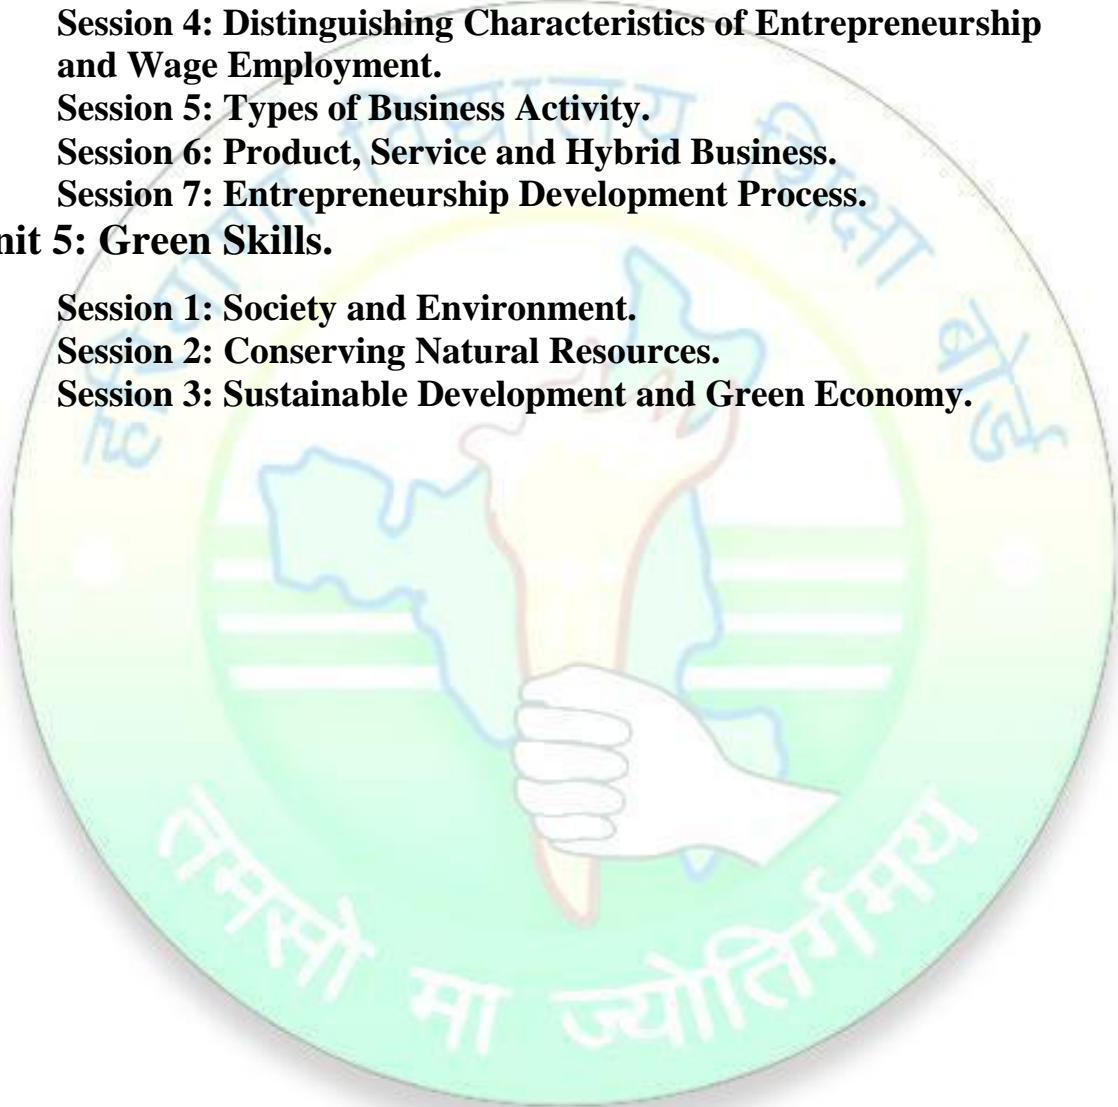 Session 4: Distinguishing Characteristics of Entrepreneurship
and Wage Employment.
Session 5: Types of Business Activity.
Session 6: Product, Service and Hybrid Business.
Session 7: Entrepreneurship Development Process.
nit 5: Green Skills.
Session 1: Society and Environment.
Session 2: Conserving Natural Resources.
Session 3: Sustainable Development and Green Economy.
हरियाणा विद्यालय शिक्षा बोर्ड
तमसो मा ज्योतिर्गमय